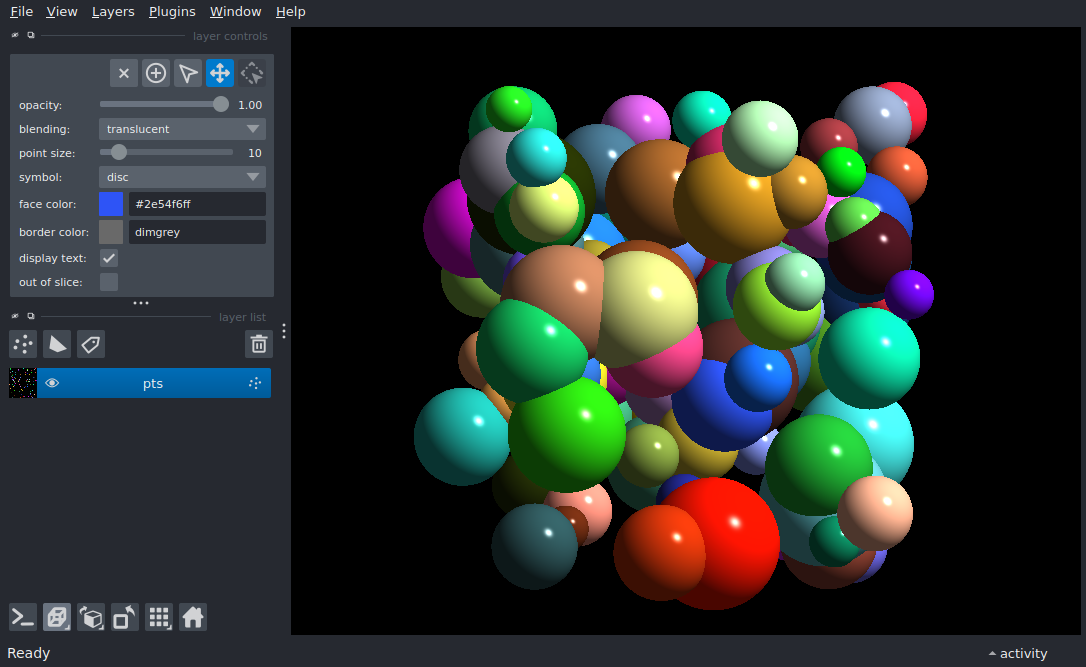 File View Layers Plugins Window Help
layer controls
opacity: 1.00
blending: translucent
point size: 10
symbol: disc
face color: #2e54f6ff
border color: dimgrey
display text:
out of slice:
layer list
pts
Ready activity